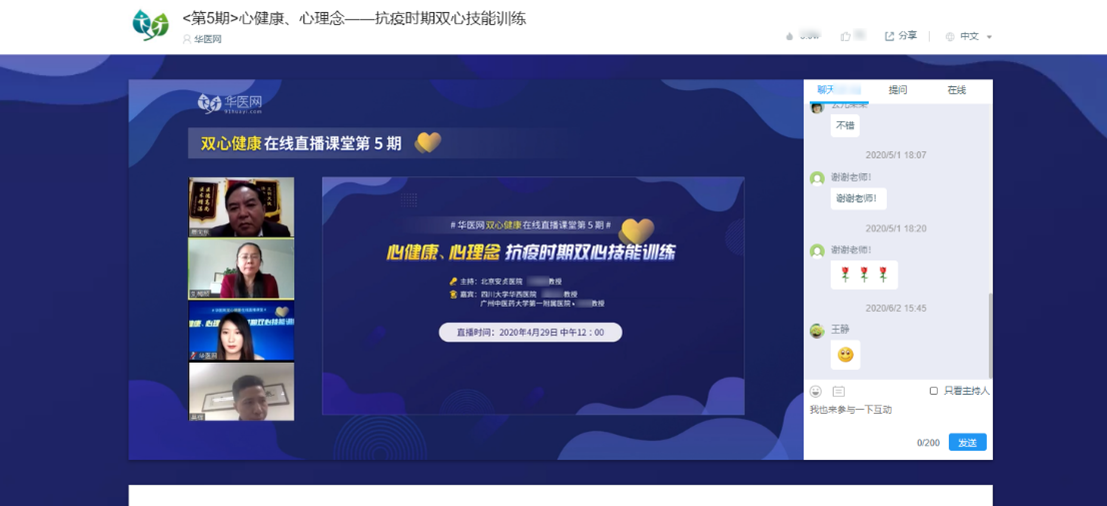 <第5期>心健康、心理念——抗疫时期双心技能训练
华医网
分享
中文
华医网
91huayi.com
双心健康在线直播课堂第 5 期
#华医网双心健康在线直播课堂第 5 期#
心健康、心理念 抗疫时期双心技能训练
主持：北京安贞医院 教授
嘉宾：四川大学华西医院 教授
广州中医药大学第一附属医院 教授
直播时间：2020年4月29日 中午12：00
华医网
聊天
提问
在线
不错
2020/5/1 18:07
谢谢老师!
谢谢老师!
2020/5/1 18:20
谢谢老师!
2020/6/2 15:45
王静
只看主持人
我也来参与一下互动
0/200
发送